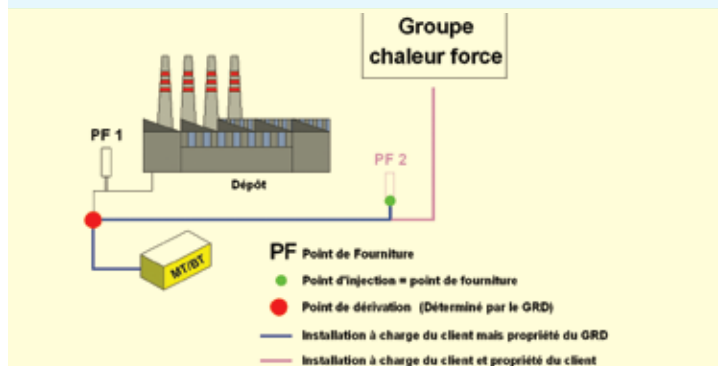 Groupe
chaleur force
PF 1
PF 2
Dépôt
MT/BT
PF Point de Fourniture
Point d'injection = point de fourniture
Point de dérivation (Déterminé par le GRD)
Installation à charge du client mais propriété du GRD
Installation à charge du client et propriété du client